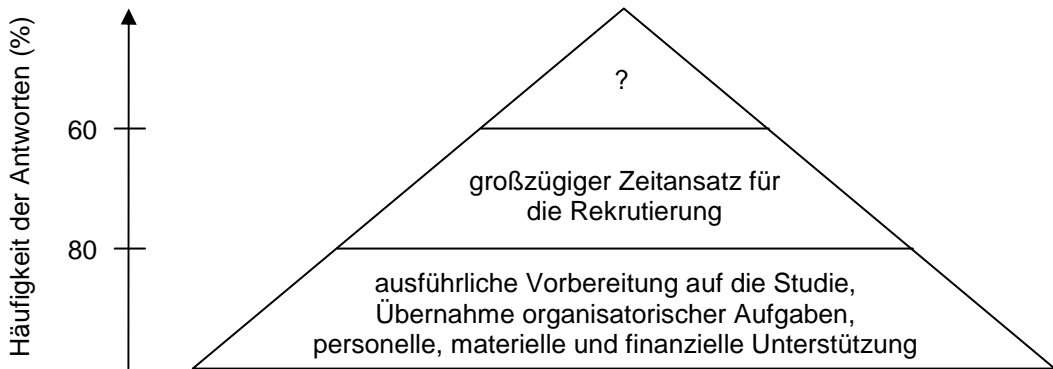 Häufigkeit der Antworten (%)
60
80
?
großzügiger Zeitansatz für
die Rekrutierung
ausführliche Vorbereitung auf die Studie,
Übernahme organisatorischer Aufgaben,
personelle, materielle und finanzielle Unterstützung